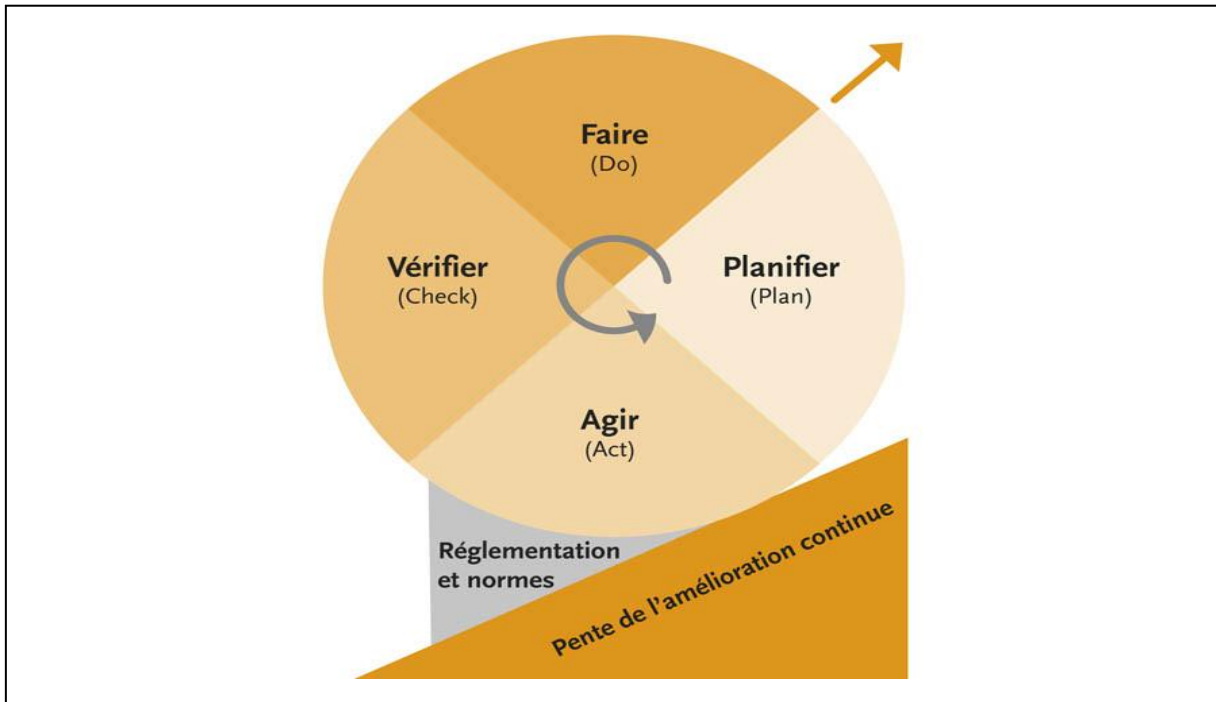 Faire
(Do)
Vérifier
(Check)
Planifier
(Plan)
Agir
(Act)
Réglementation
et normes
Pente de l'amélioration continue